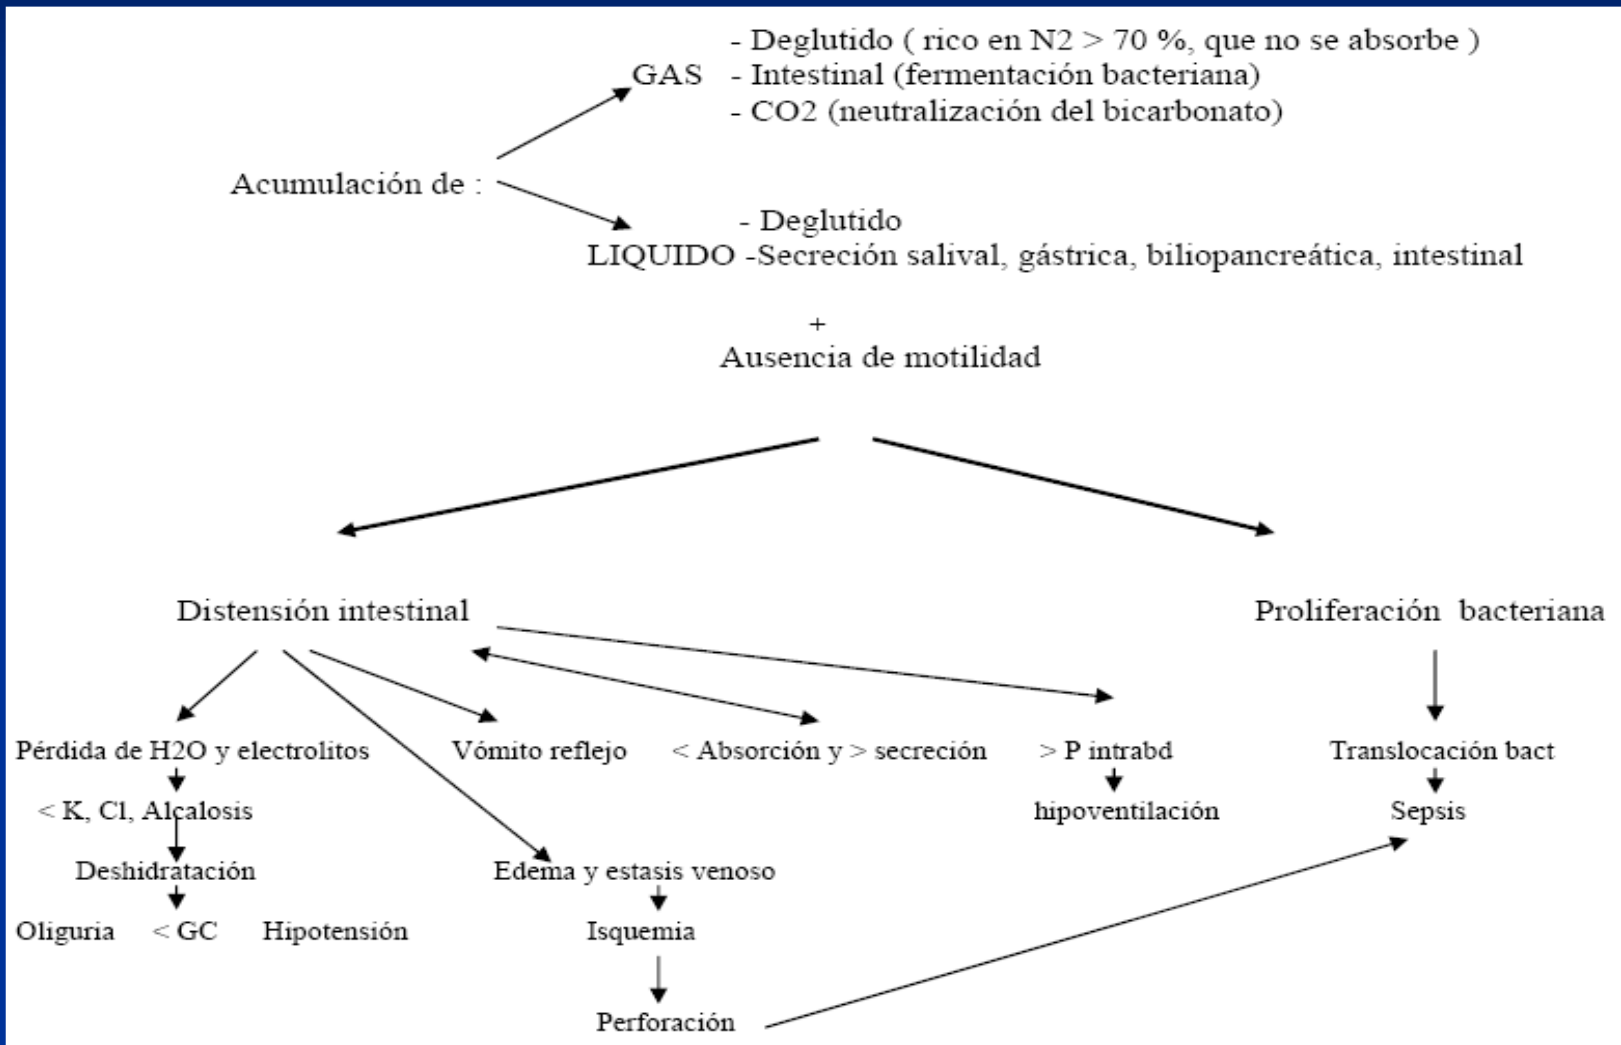 - Deglutido ( rico en N2 > 70 %, que no se absorbe )
GAS - Intestinal (fermentación bacteriana)
- CO2 (neutralización del bicarbonato)
Acumulación de :
- Deglutido
LIQUIDO -Secreción salival, gástrica, biliopancreática, intestinal
+
Ausencia de motilidad
Distensión intestinal
Proliferación bacteriana
Pérdida de H2O y electrolitos
Vómito reflejo
< Absorción y > secreción
> P intrabd
Translocación bact
< K, Cl, Alcalosis
hipoventilación
Sepsis
Deshidratación
Edema y estasis venoso
Oliguria < GC Hipotensión
Isquemia
Perforación